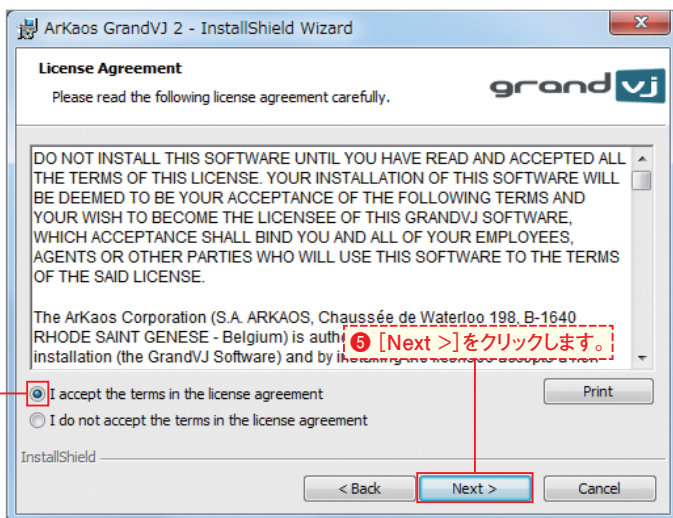 ArKaos GrandVJ 2 - InstallShield Wizard
License Agreement
Please read the following license agreement carefully.
grand vj
DO NOT INSTALL THIS SOFTWARE UNTIL YOU HAVE READ AND ACCEPTED ALL
THE TERMS OF THIS LICENSE. YOUR INSTALLATION OF THIS SOFTWARE WILL
BE DEEMED TO BE YOUR ACCEPTANCE OF THE FOLLOWING TERMS AND
YOUR WISH TO BECOME THE LICENSEE OF THIS GRANDVJ SOFTWARE,
WHICH ACCEPTANCE SHALL BIND YOU AND ALL OF YOUR EMPLOYEES,
AGENTS OR OTHER PARTIES WHO WILL USE THIS SOFTWARE TO THE TERMS
OF THE SAID LICENSE.
The ArKaos Corporation (S.A. ARKAOS, Chaussée de Waterloo 198, B-1640
RHODE SAINT GENESE - Belgium) is
❺ [Next >]をクリックします。
installation (the GrandVJ Software) and by
I accept the terms in the license agreement
Print
I do not accept the terms in the license agreement
InstallShield
< Back
Next >
Cancel